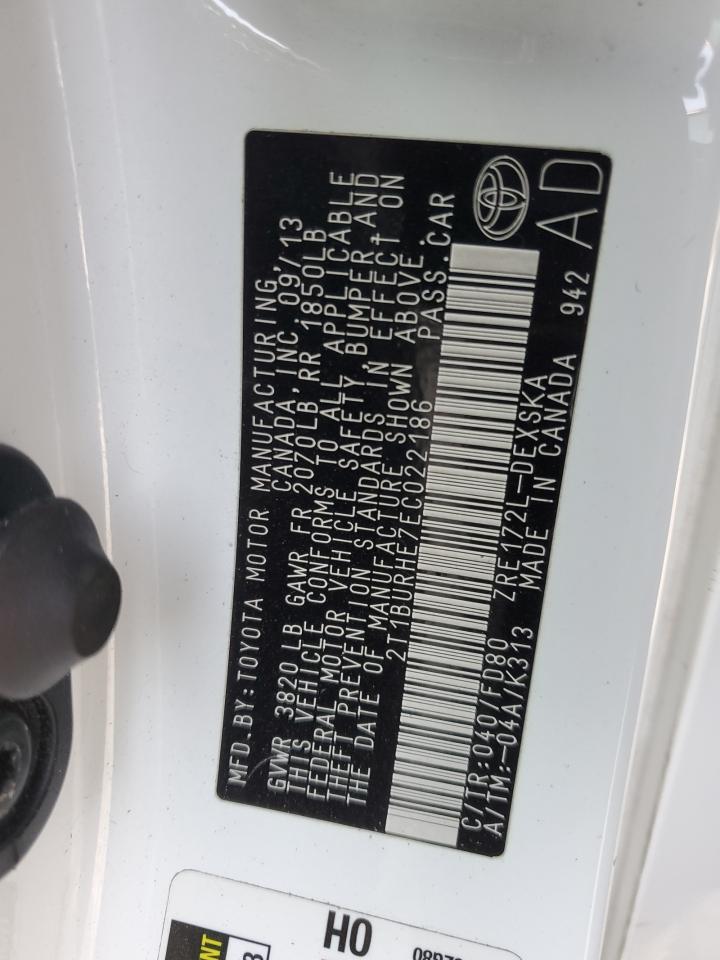 MFD.BY:TOYOTA MOTOR MANUFACTURING,
CANADA, INC. 09/13
GVWR 3820 LB GAWR FR 2070LB RR 1850LB
THIS VEHICLE CONFORMS TO ALL APPLICABLE
FEDERAL MOTOR VEHICLE SAFETY BUMPER, AND
THEFT PREVENTION STANDARDS IN EFFECT ON
THE DATE OF MANUFACTURE SHOWN ABOVE.
2T1BURHE7EC022186 PASS.CAR
C/TR:040/FD80 ZRE172L-DEXSKA
A/TM:-04A/K313 MADE IN CANADA 942
AD
HO